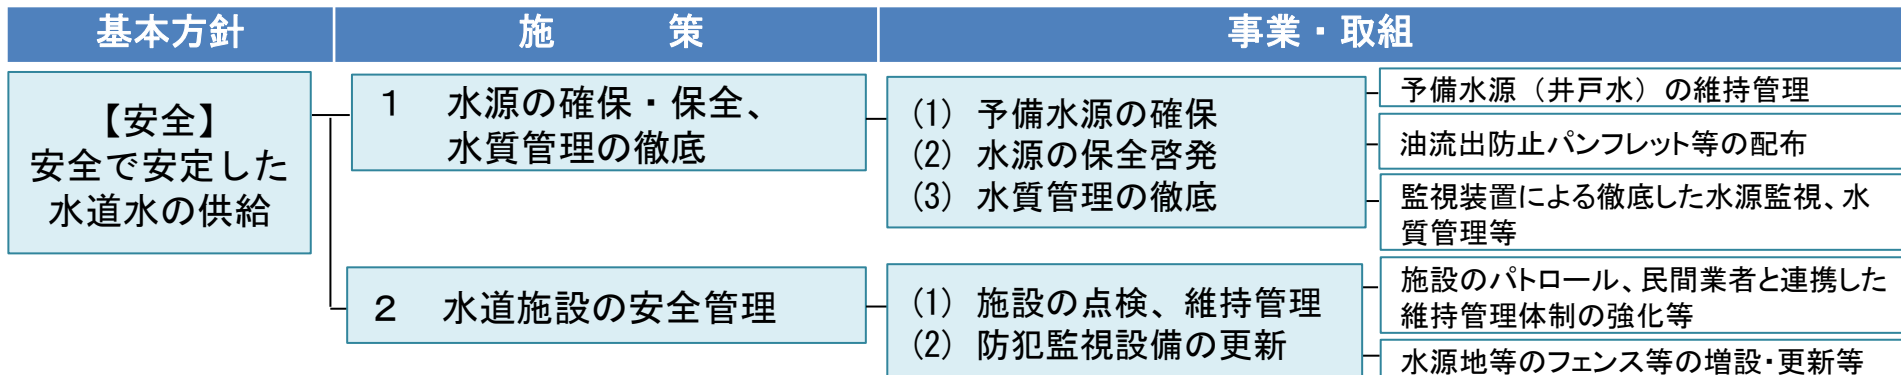 基本方針
施　　　策
事業・取組
【安全】
安全で安定した
水道水の供給
１　水源の確保・保全、
水質管理の徹底
(1) 予備水源の確保
(2) 水源の保全啓発
(3) 水質管理の徹底
予備水源（井戸水）の維持管理
油流出防止パンフレット等の配布
監視装置による徹底した水源監視、水
質管理等
２　水道施設の安全管理
(1) 施設の点検、維持管理
(2) 防犯監視設備の更新
施設のパトロール、民間業者と連携した
維持管理体制の強化等
水源地等のフェンス等の増設・更新等